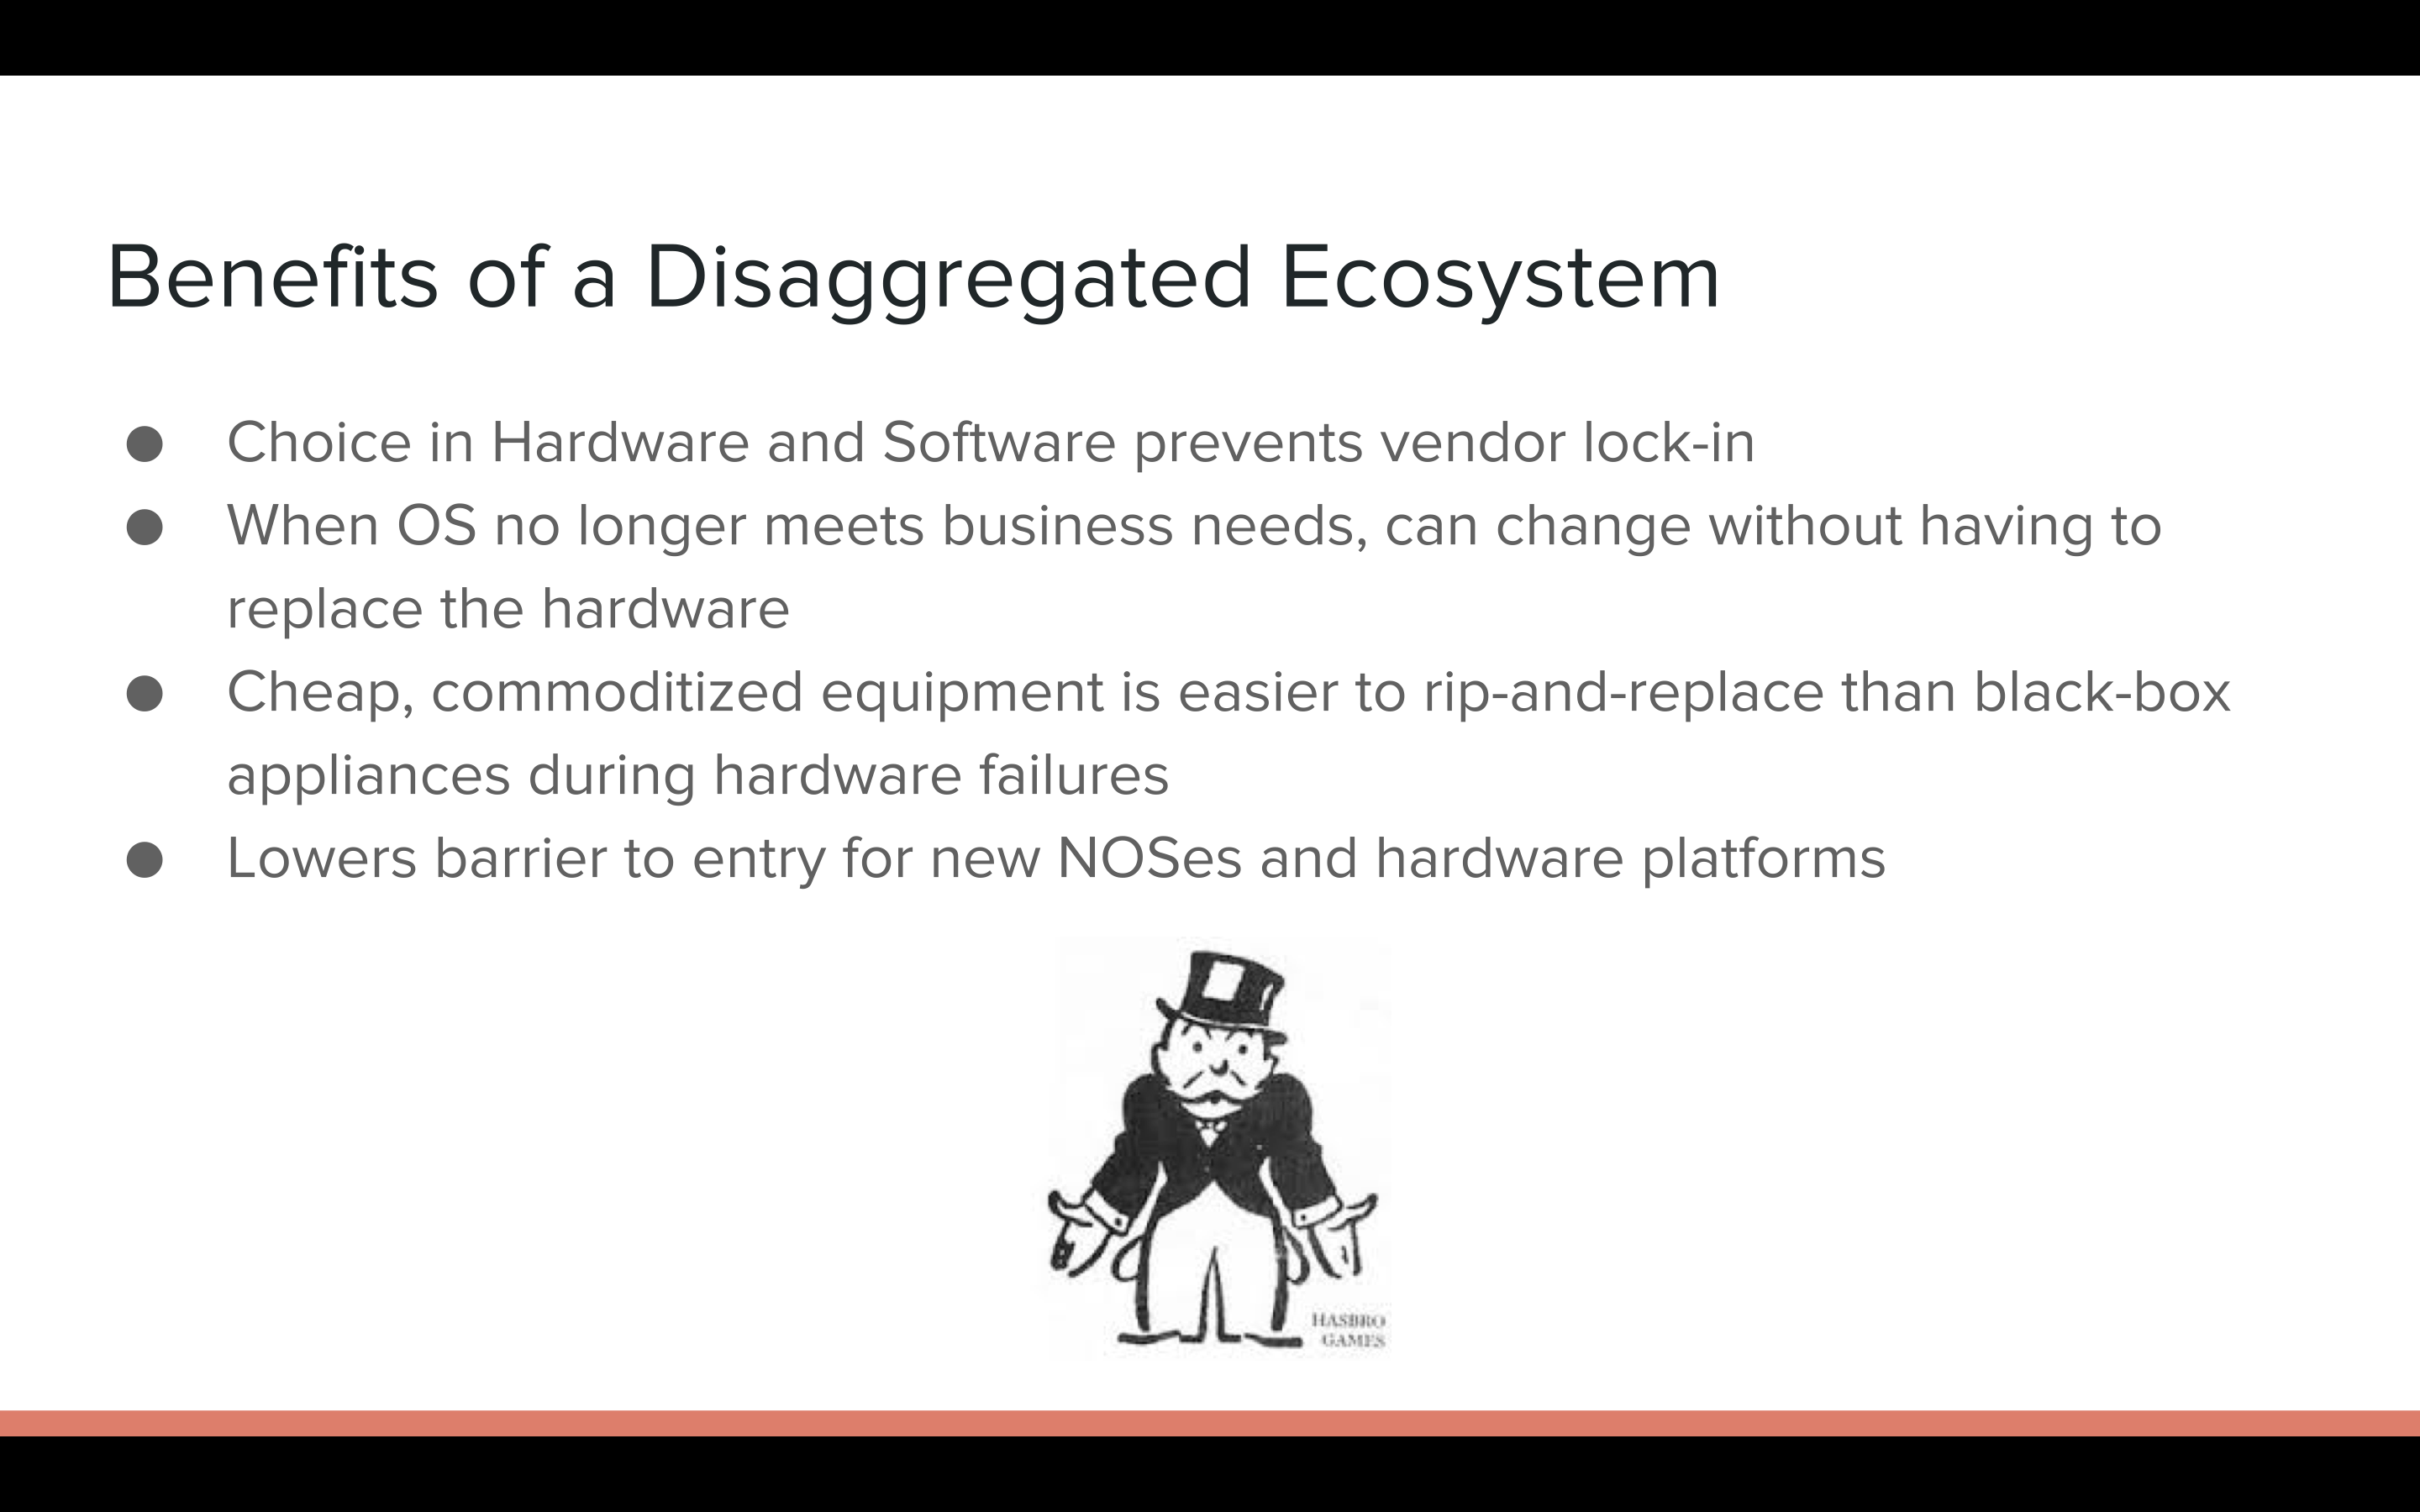 Benefits of a Disaggregated Ecosystem
● Choice in Hardware and Software prevents vendor lock-in
● When OS no longer meets business needs, can change without having to
replace the hardware
● Cheap, commoditized equipment is easier to rip-and-replace than black-box
appliances during hardware failures
● Lowers barrier to entry for new NOSes and hardware platforms
HASBRO
GAMES